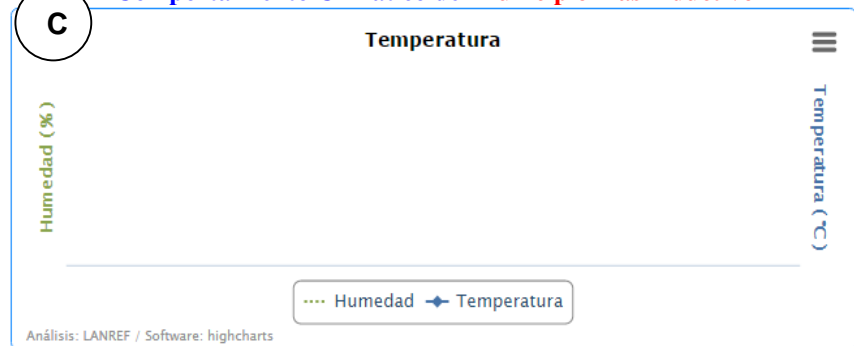 C
Temperatura
Humedad (%)
Temperatura (°C)
Humedad Temperatura
Análisis: LANREF / Software: highcharts